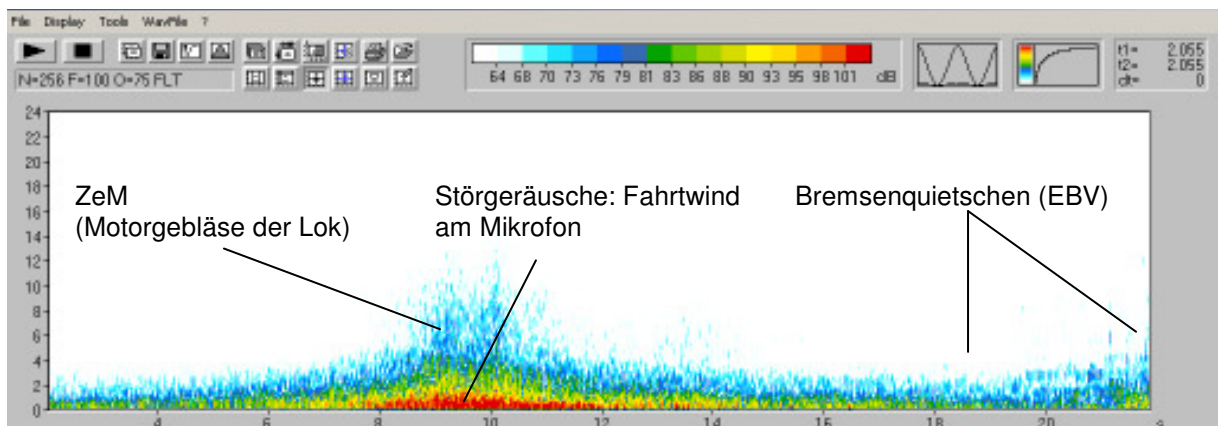 File Display Tools WavFile ?
N=256 F=100 O=75 FLT
64 68 70 73 76 79 81 83 86 88 90 93 95 98 101 dB
t1= 2.055
t2= 2.055
dt= 0
24
22
20
18
16
14
12
10
8
6
4
2
0
ZeM
(Motorgebläse der Lok)
Störgeräusche: Fahrtwind
am Mikrofon
Bremsenquietschen (EBV)
4 6 8 10 12 14 16 18 20 s